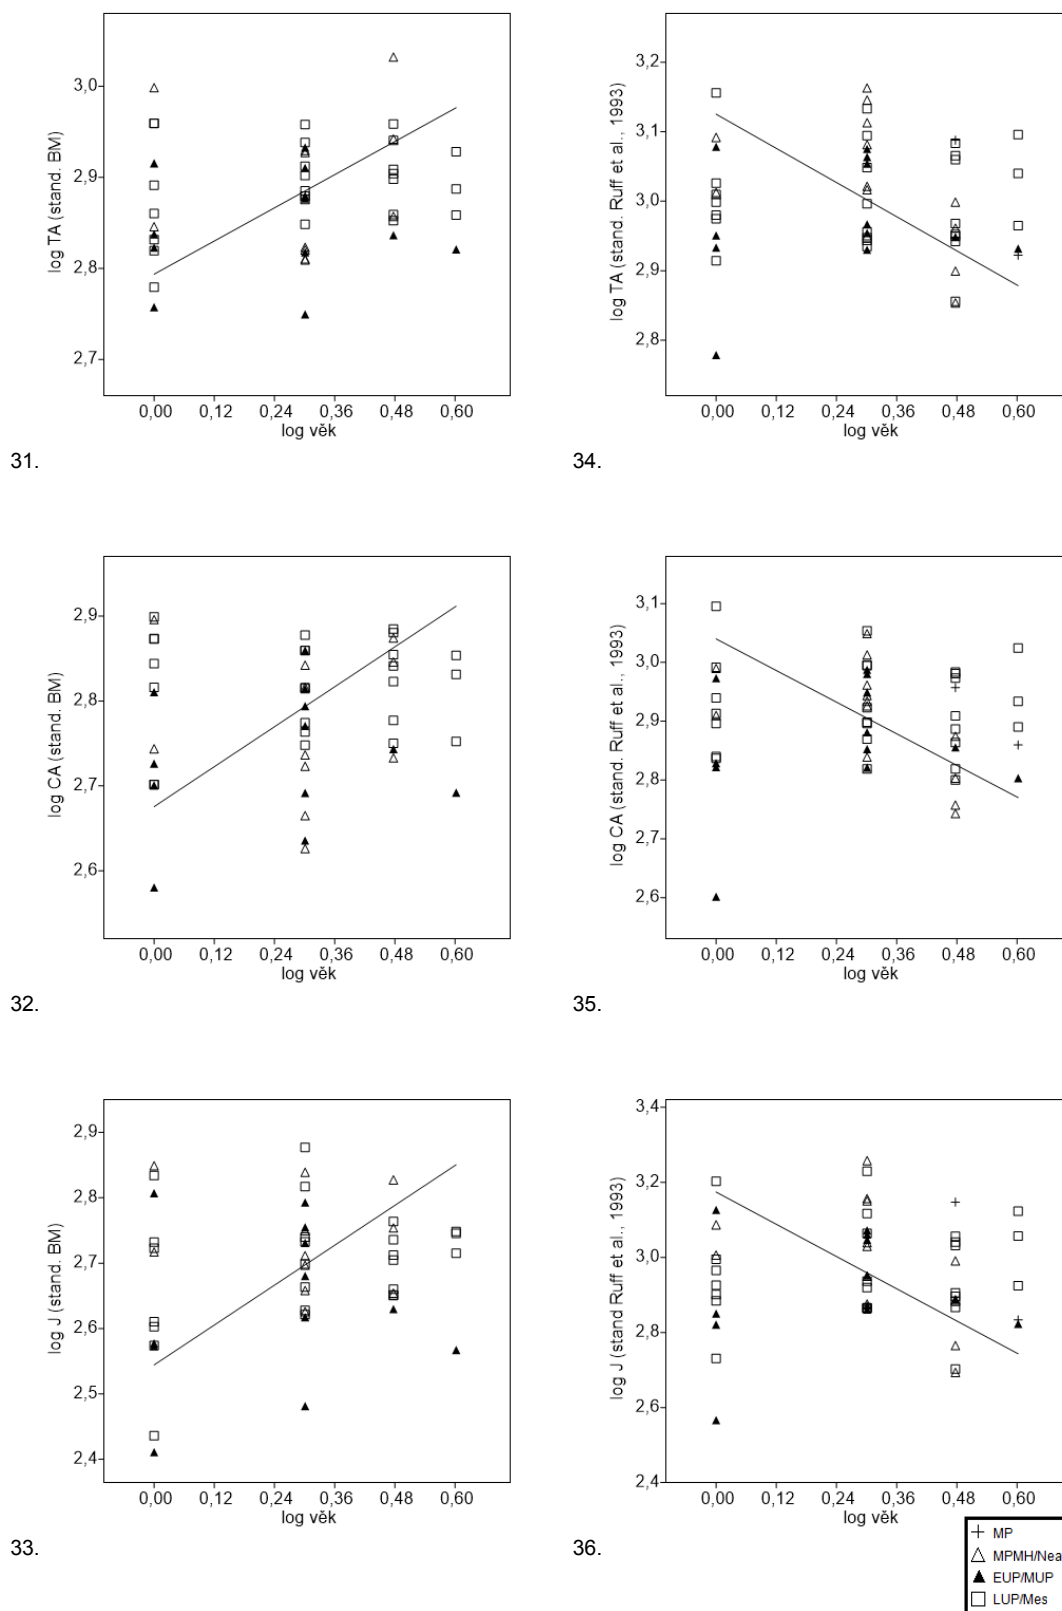 3,0
2,9
2,8
2,7
log TA (stand. BM)
0,00 0,12 0,24 0,36 0,48 0,60
log věk
31.
3,2
3,1
3,0
2,9
2,8
log TA (stand. Ruff et al., 1993)
0,00 0,12 0,24 0,36 0,48 0,60
log věk
34.
2,9
2,8
2,7
2,6
log CA (stand. BM)
0,00 0,12 0,24 0,36 0,48 0,60
log věk
32.
3,1
3,0
2,9
2,8
2,7
2,6
log CA (stand. Ruff et al., 1993)
0,00 0,12 0,24 0,36 0,48 0,60
log věk
35.
2,9
2,8
2,7
2,6
2,5
2,4
log J (stand. BM)
0,00 0,12 0,24 0,36 0,48 0,60
log věk
33.
3,4
3,2
3,0
2,8
2,6
2,4
log J (stand Ruff et al., 1993)
0,00 0,12 0,24 0,36 0,48 0,60
log věk
36.
MP
MPMH/Nea
EUP/MUP
LUP/Mes